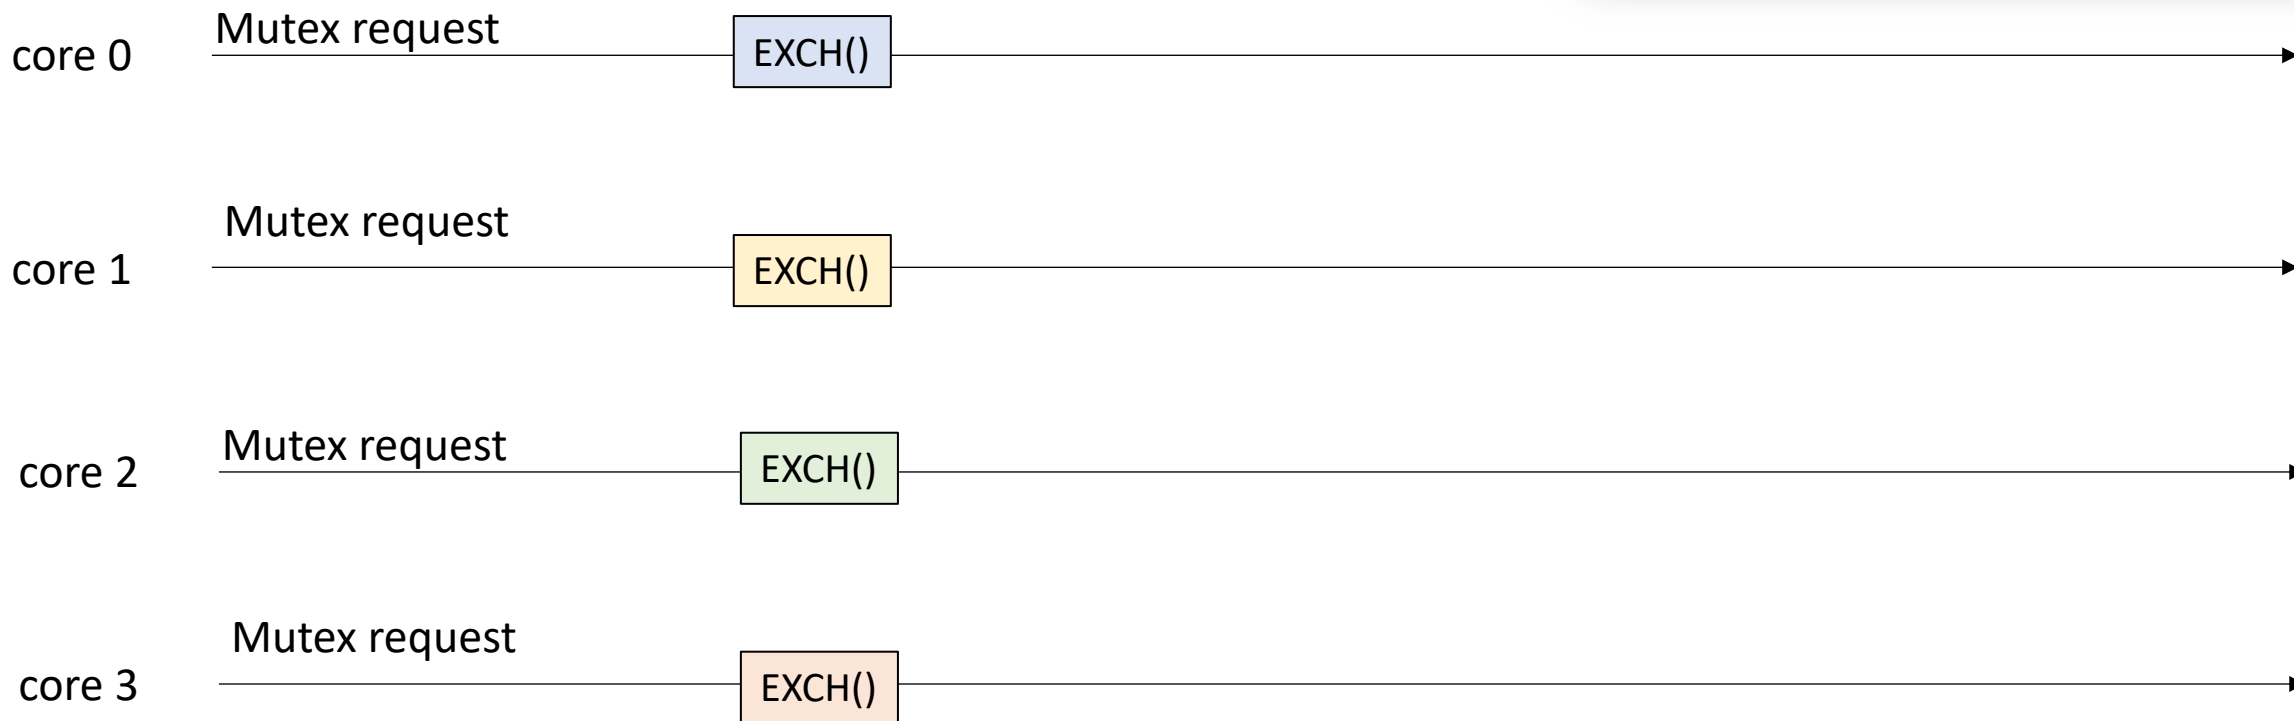 Mutex request
core 0
EXCH()
Mutex request
core 1
EXCH()
Mutex request
core 2
EXCH()
Mutex request
core 3
EXCH()